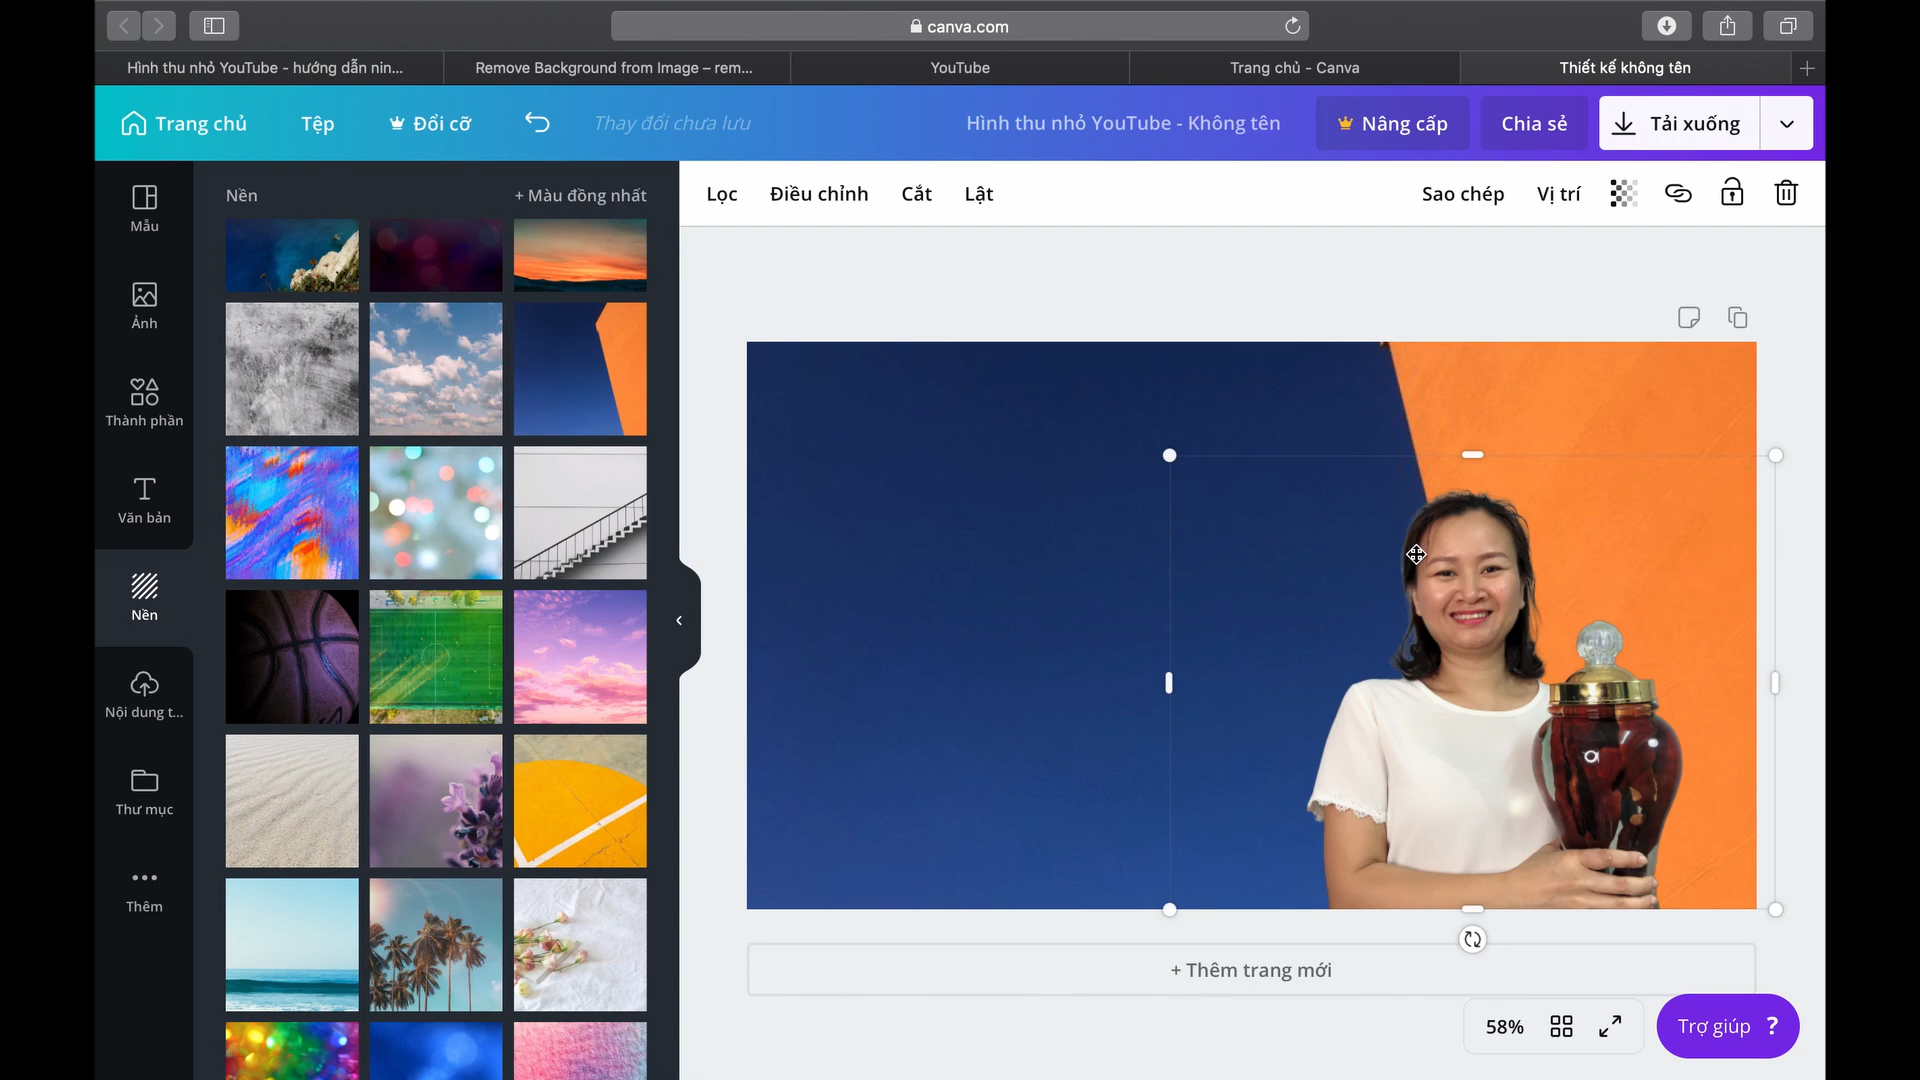 canva.com
Hình thu nhỏ YouTube - hướng dẫn nin...
Remove Background from Image – rem...
YouTube
Trang chủ - Canva
Thiết kế không tên
Trang chủ
Tệp
Đổi cỡ
Thay đổi chưa lưu
Hình thu nhỏ YouTube - Không tên
Nâng cấp
Chia sẻ
Tải xuống
Mẫu
Ảnh
Thành phần
Văn bản
Nền
Nội dung t...
Thư mục
Thêm
Nền
+ Màu đồng nhất
Lọc
Điều chỉnh
Cắt
Lật
Sao chép
Vị trí
+ Thêm trang mới
58%
Trợ giúp ?